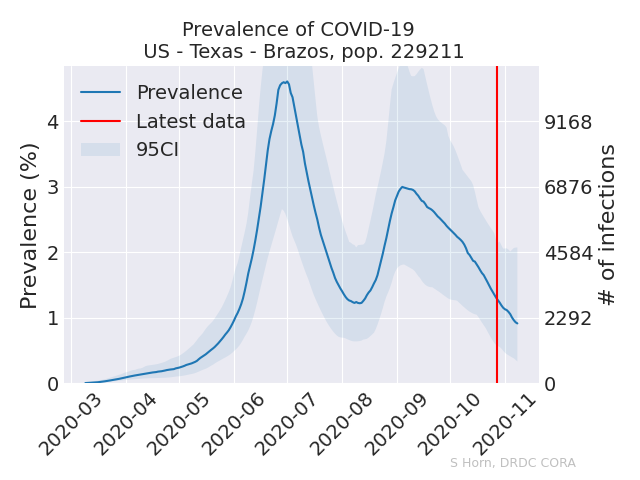 Prevalence of COVID-19
US - Texas - Brazos, pop. 229211
Prevalence
Latest data
95CI
Prevalence (%)
4
3
2
1
0
9168
6876
4584
2292
0
# of infections
2020-03
2020-04
2020-05
2020-06
2020-07
2020-08
2020-09
2020-10
2020-11
S Horn, DRDC CORA